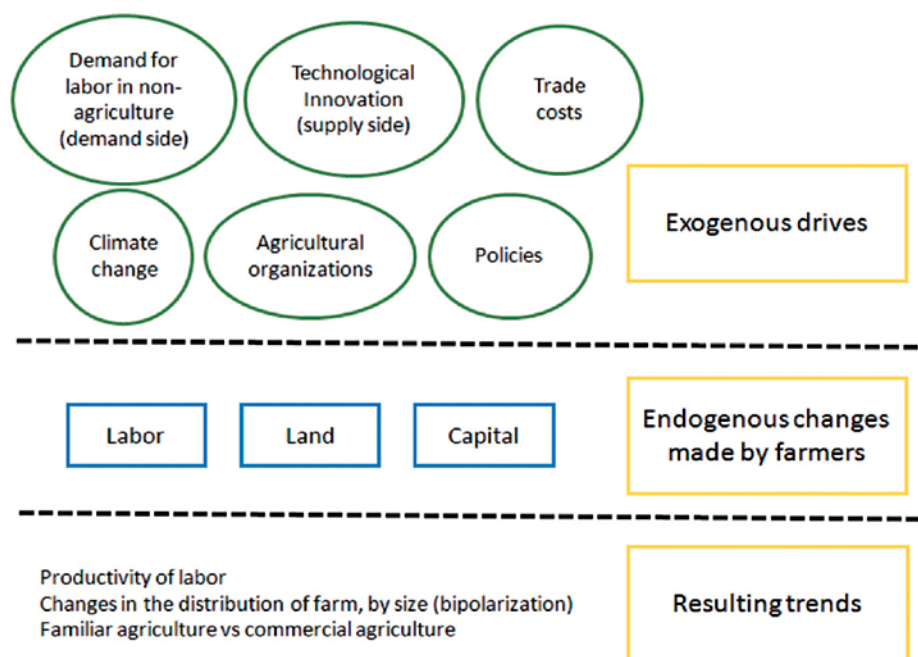 Demand for
labor in non-
agriculture
(demand side)
Technological
Innovation
(supply side)
Trade
costs
Climate
change
Agricultural
organizations
Policies
Exogenous drives
Labor
Land
Capital
Endogenous changes
made by farmers
Productivity of labor
Changes in the distribution of farm, by size (bipolarization)
Familiar agriculture vs commercial agriculture
Resulting trends